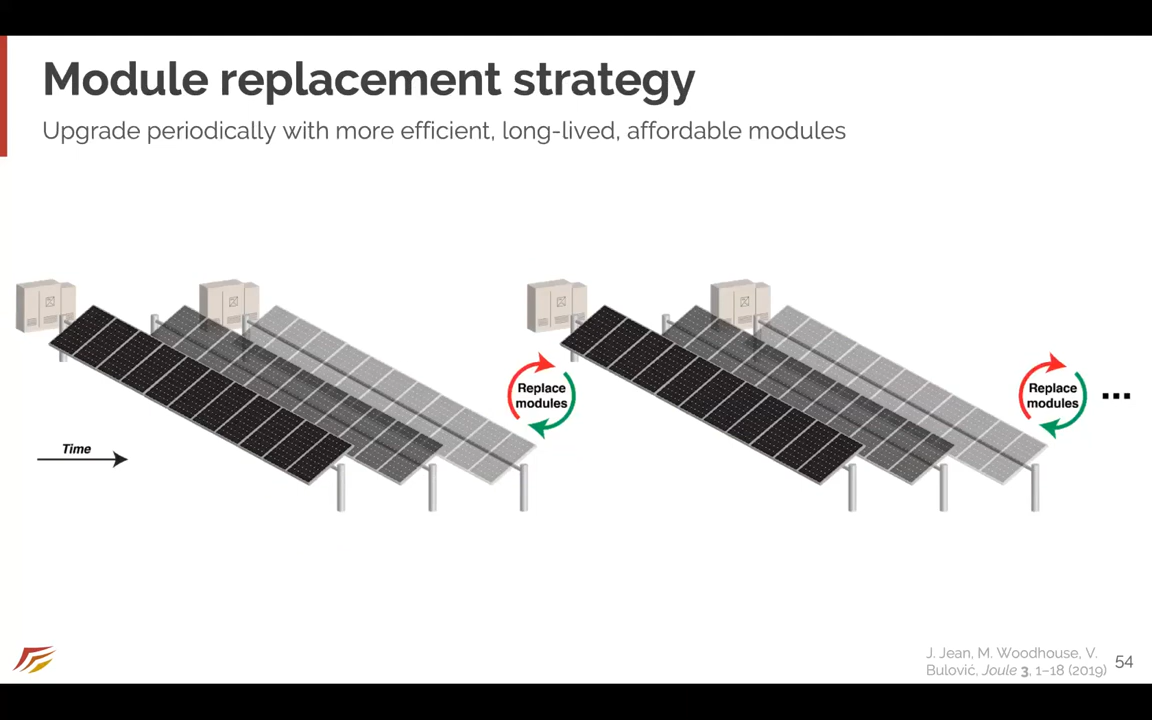 Module replacement strategy
Upgrade periodically with more efficient, long-lived, affordable modules
Replace
modules
Replace
modules
...
Time
J. Jean, M. Woodhouse, V.
Bulović, Joule 3, 1–18 (2019)
54